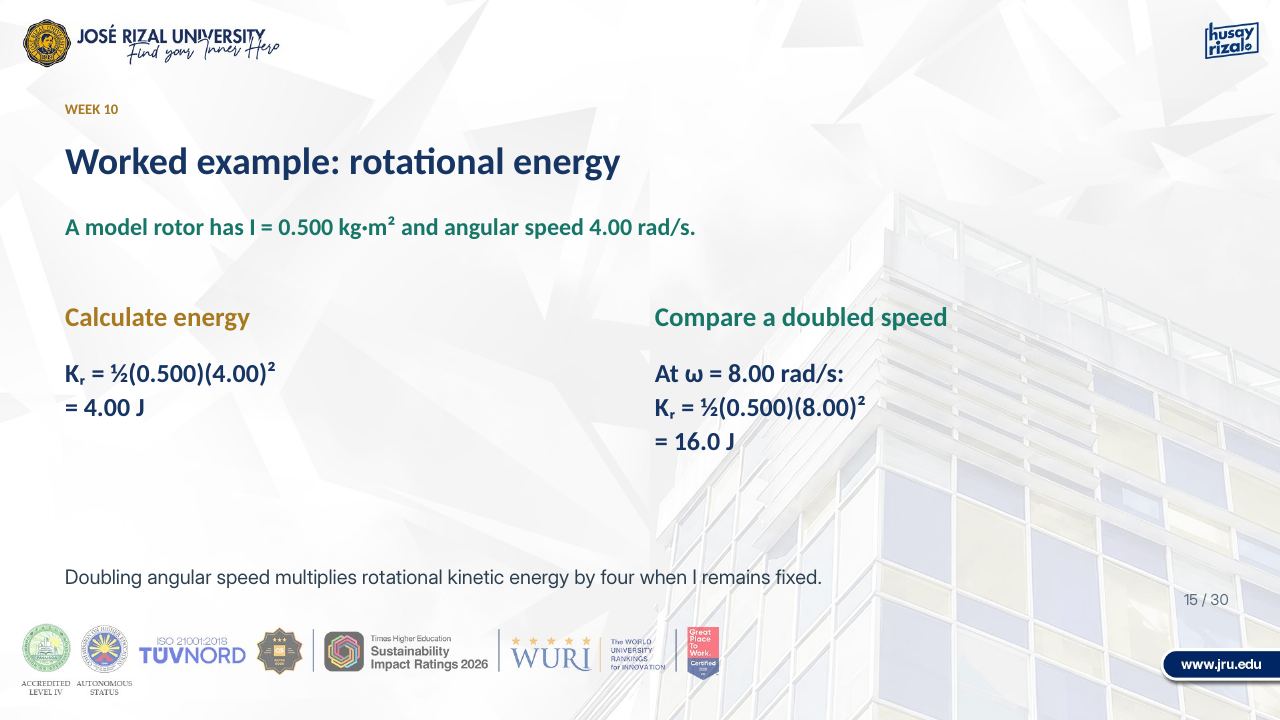 JOSÉ RIZAL UNIVERSITY
Find your Inner Hero
husay
rizal
WEEK 10
Worked example: rotational energy
A model rotor has I = 0.500 kg·m² and angular speed 4.00 rad/s.
Calculate energy
Kᵣ = ½(0.500)(4.00)²
= 4.00 J
Compare a doubled speed
At ω = 8.00 rad/s:
Kᵣ = ½(0.500)(8.00)²
= 16.0 J
Doubling angular speed multiplies rotational kinetic energy by four when I remains fixed.
15 / 30
ACCREDITED
LEVEL IV
AUTONOMOUS
STATUS
ISO 21001:2018
TÜVNORD
Times Higher Education
Sustainability
Impact Ratings 2026
WURI
The WORLD
UNIVERSITY
RANKINGS
for INNOVATION
Great
Place
To
Work.
Certified
www.jru.edu